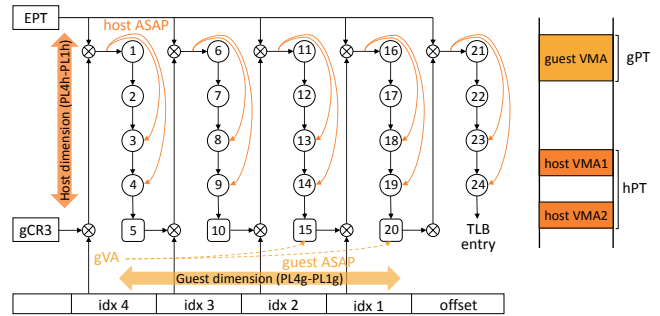 EPT
host ASAP
1 6 11 16 21
2 7 12 17 22
3 8 13 18 23
4 9 14 19 24
Host dimension (PL4h-PL1h)
gCR3
5 10 15 20
TLB
entry
gVA
guest ASAP
Guest dimension (PL4g-PL1g)
idx 4 idx 3 idx 2 idx 1 offset
guest VMA
gPT
host VMA1
hPT
host VMA2